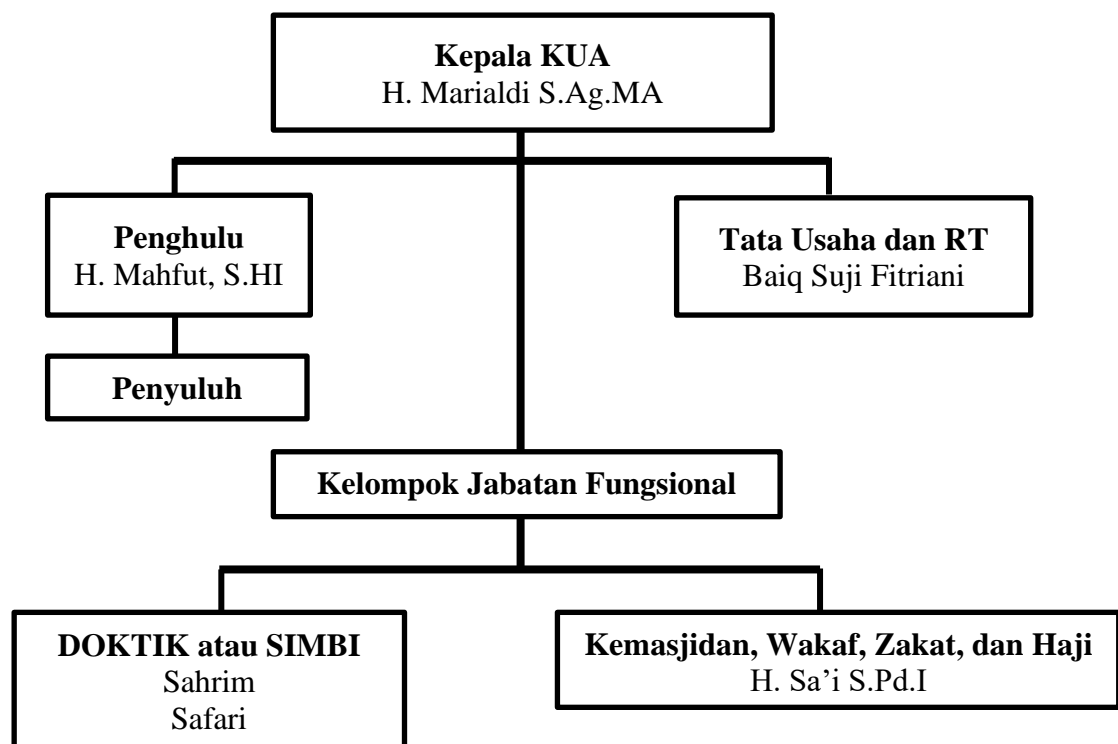 Kepala KUA
H. Marialdi S.Ag.MA
Penghulu
H. Mahfut, S.HI
Tata Usaha dan RT
Baiq Suji Fitriani
Penyuluh
Kelompok Jabatan Fungsional
DOKTIK atau SIMBI
Sahrim
Safari
Kemasjidan, Wakaf, Zakat, dan Haji
H. Sa’i S.Pd.I